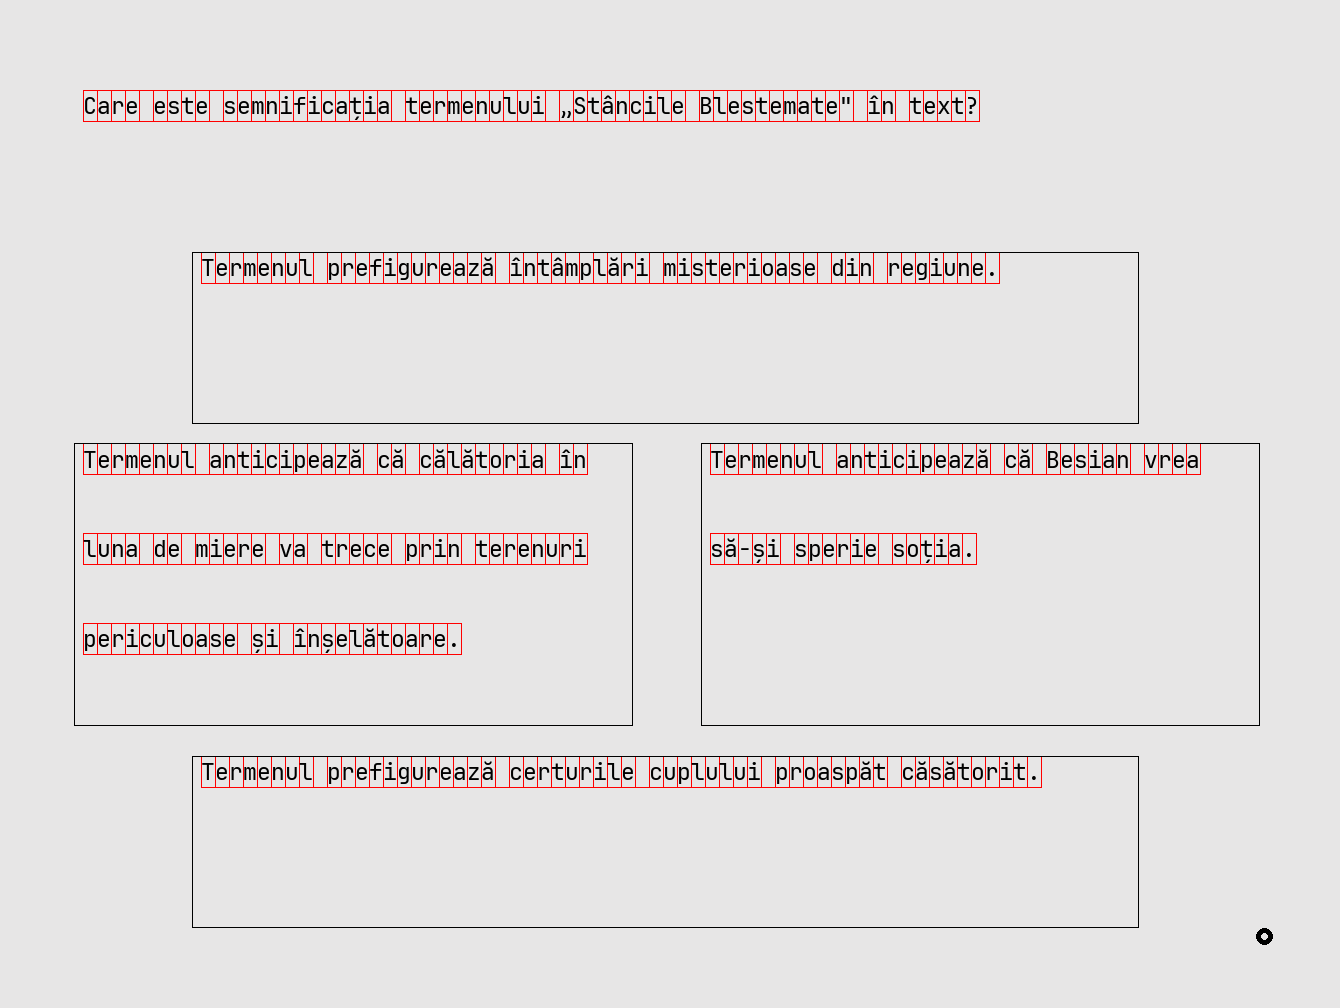 Care este semnificația termenului „Stâncile Blestemate" în text?
Termenul prefigurează întâmplări misterioase din regiune.
Termenul anticipează că călătoria în
luna de miere va trece prin terenuri
periculoase și înșelătoare.
Termenul anticipează că Besian vrea
să-și sperie soția.
Termenul prefigurează certurile cuplului proaspăt căsătorit.